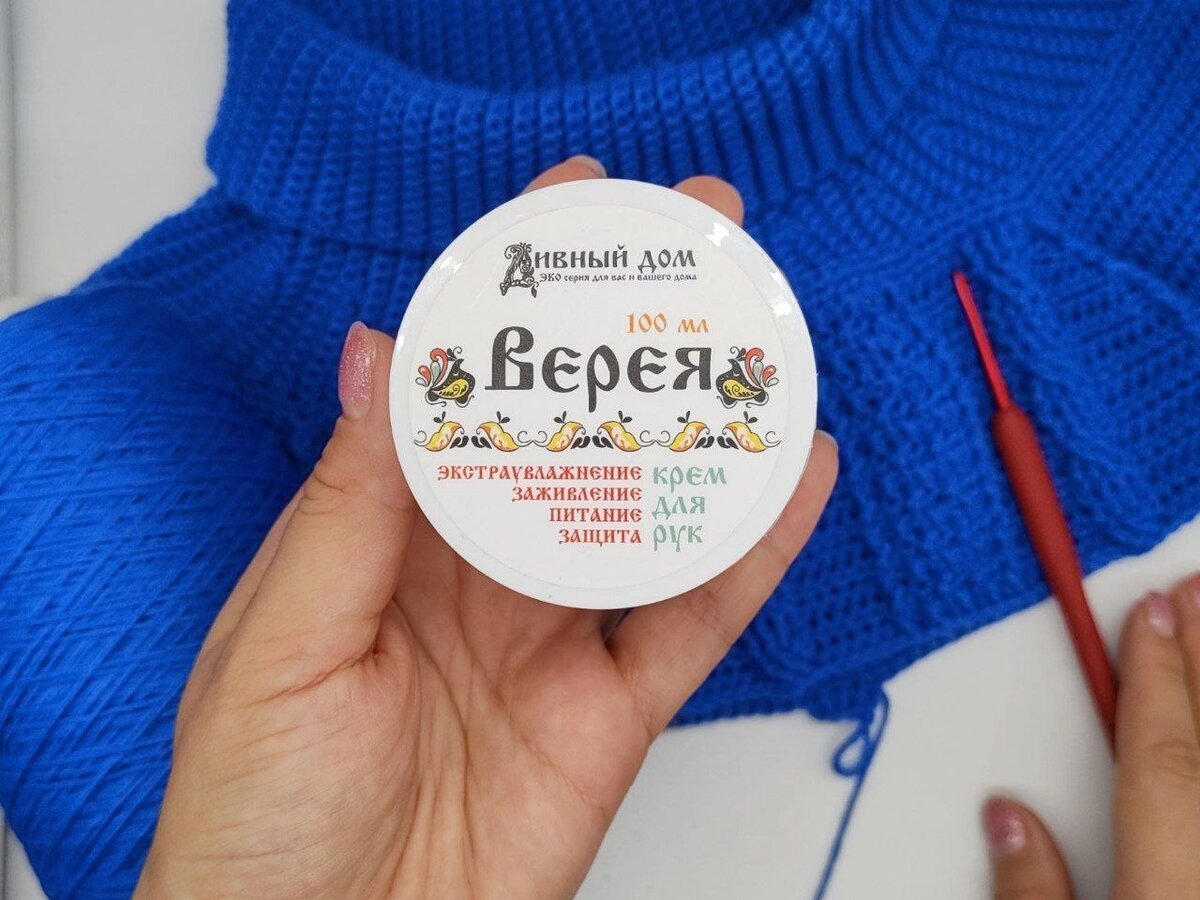 Дивный дом
ЭКО серия для вас и вашего дома
100 мл
Верея
экстраувлажнение
заживление
питание
защита
крем
для
рук